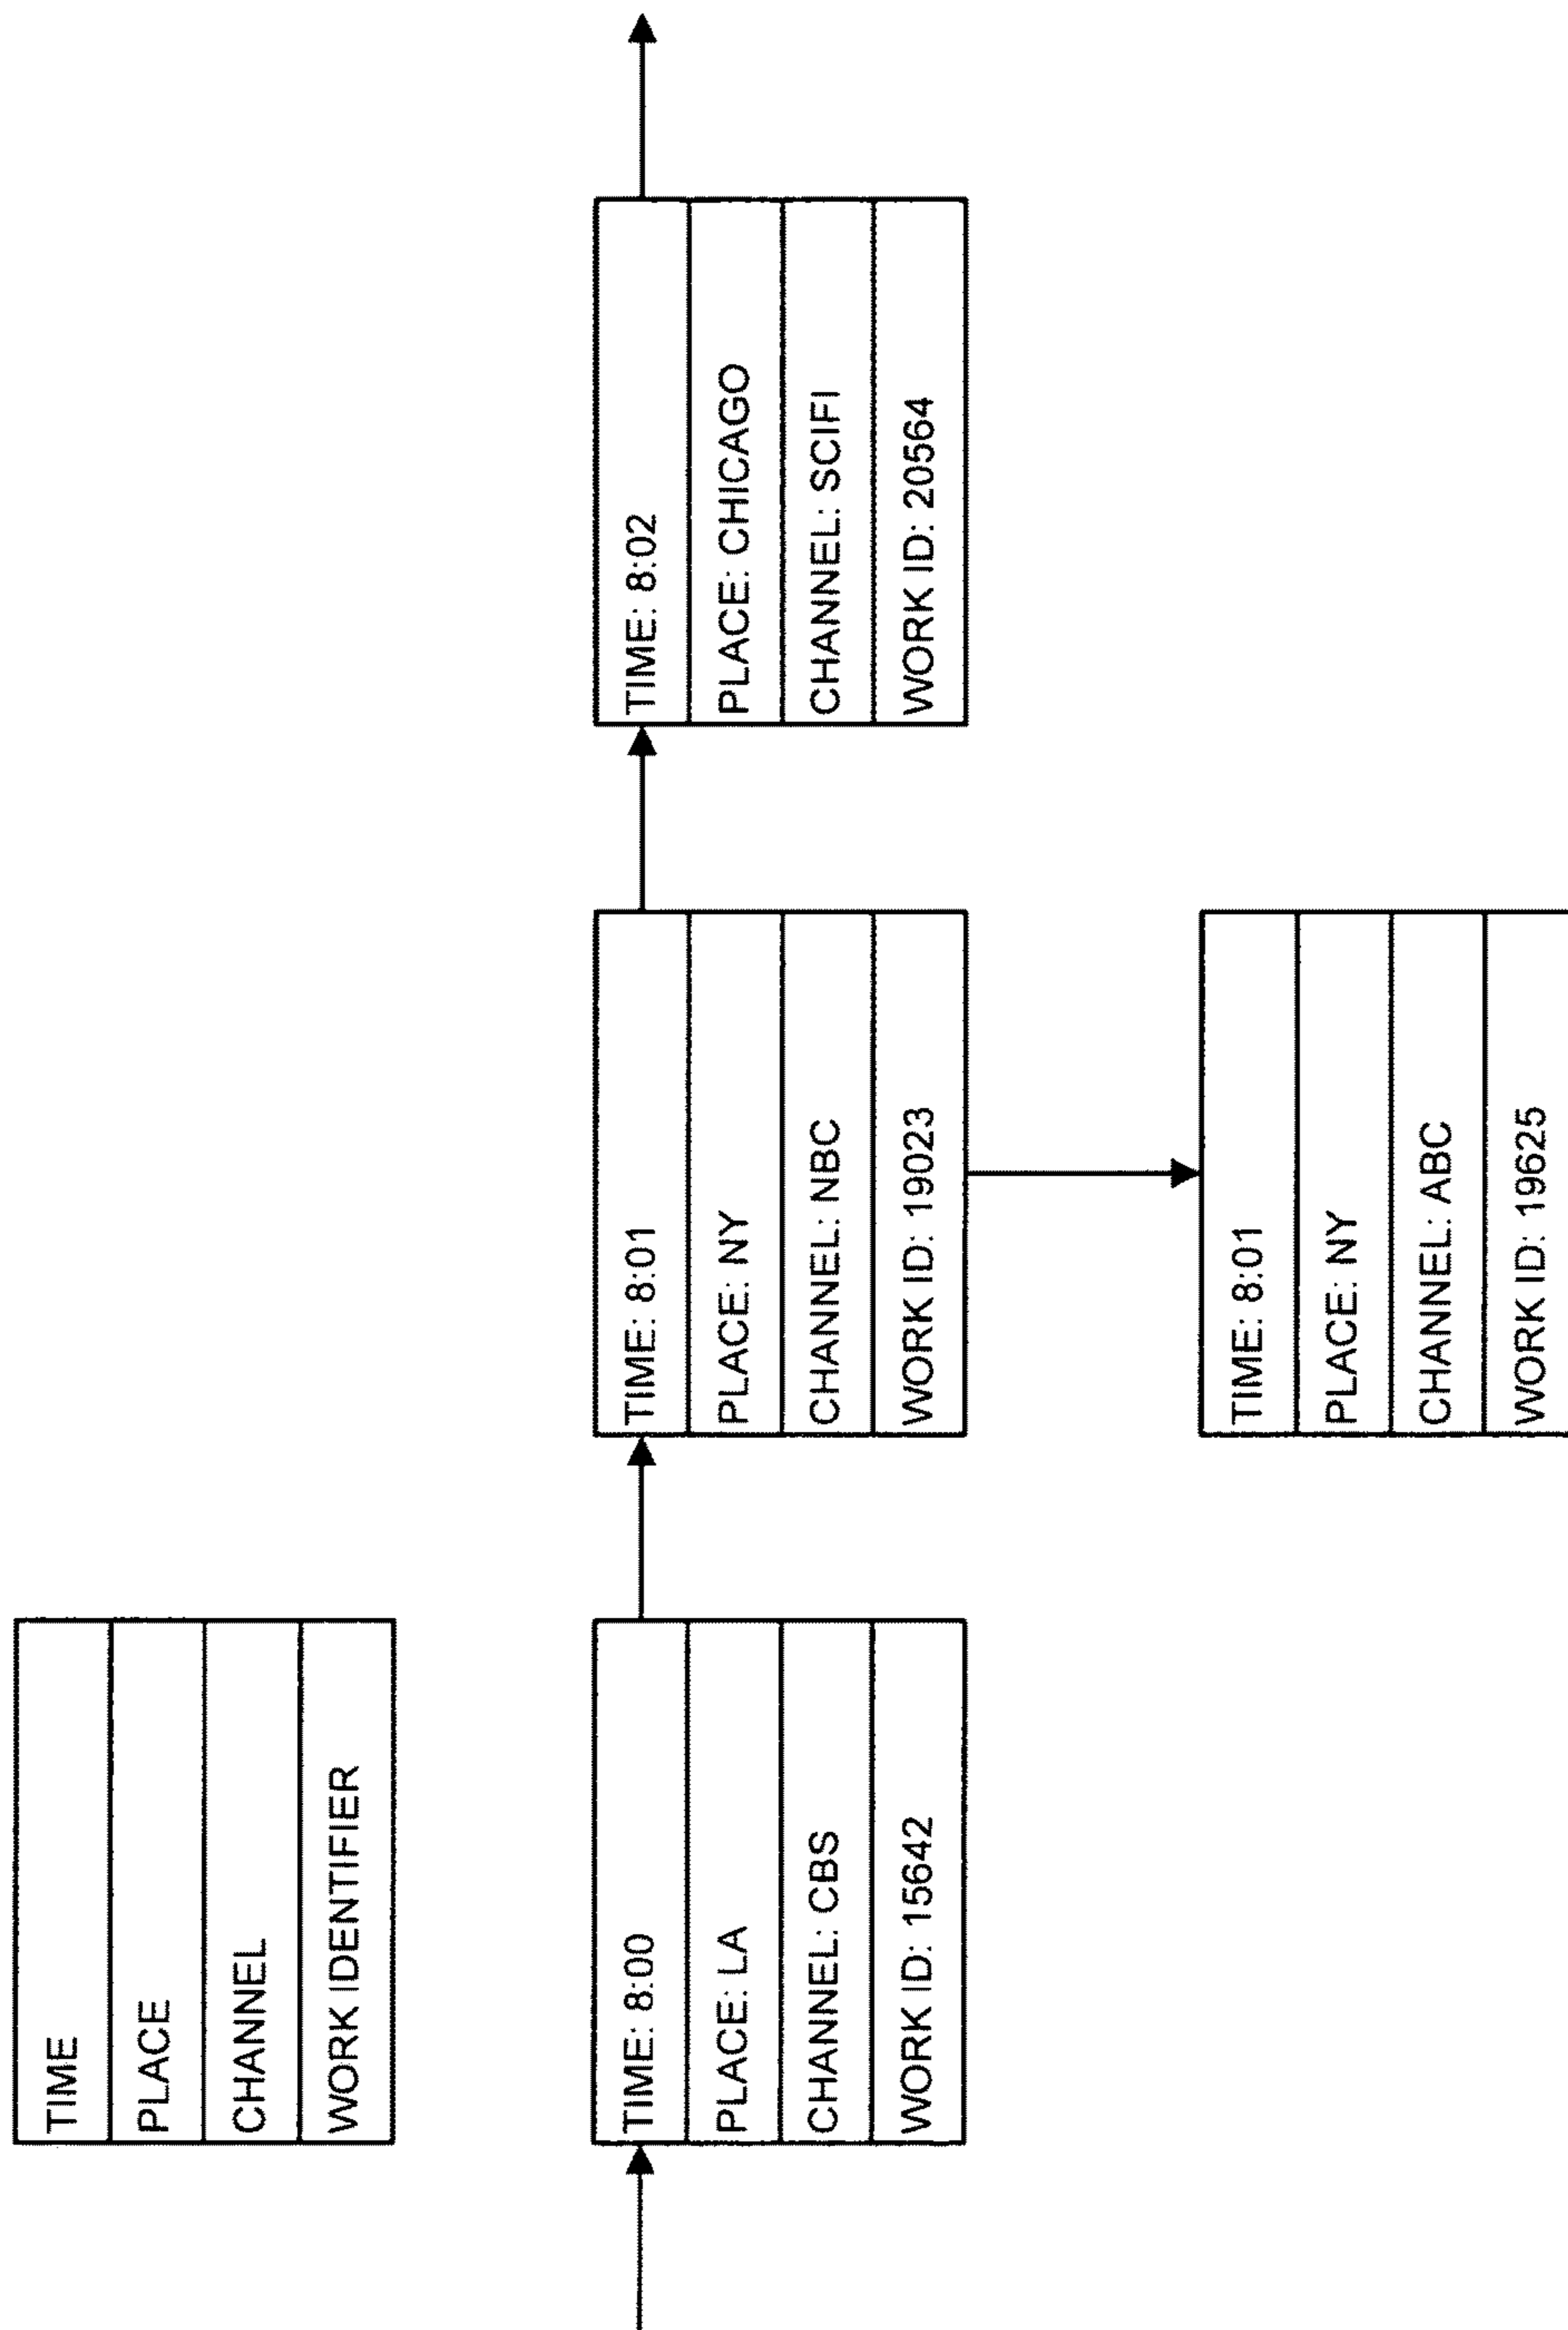 TIME
PLACE
CHANNEL
WORK IDENTIFIER
TIME: 8:00
PLACE: LA
CHANNEL: CBS
WORK ID: 15642
TIME: 8:01
PLACE: NY
CHANNEL: NBC
WORK ID: 19023
TIME: 8:02
PLACE: CHICAGO
CHANNEL: SCIFI
WORK ID: 20564
TIME: 8:01
PLACE: NY
CHANNEL: ABC
WORK ID: 19625